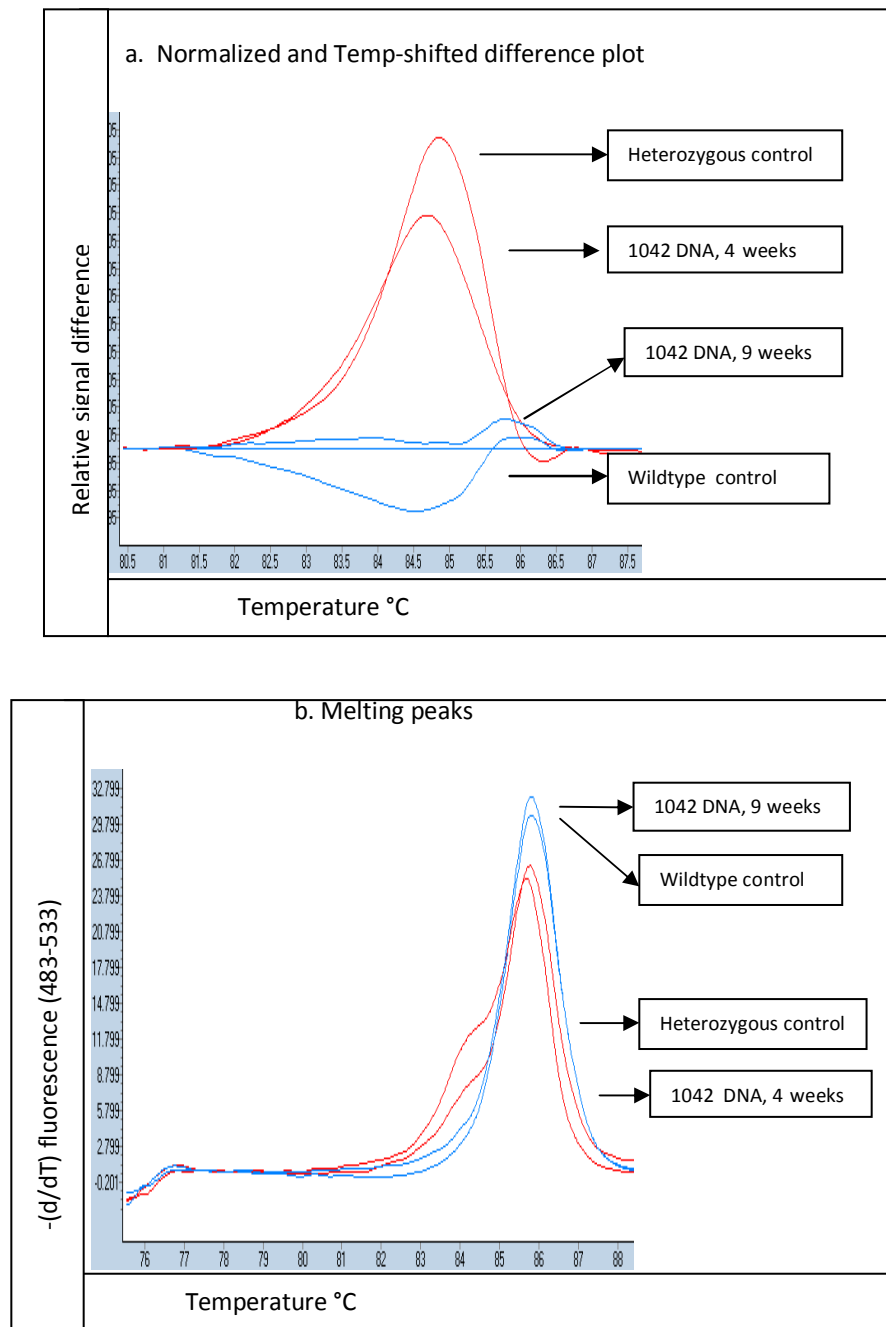 a. Normalized and Temp-shifted difference plot
Relative signal difference
Heterozygous control
1042 DNA, 4 weeks
1042 DNA, 9 weeks
Wildtype control
80.5 81 81.5 82 82.5 83 83.5 84 84.5 85 85.5 86 86.5 87 87.5
Temperature °C
b. Melting peaks
-(d/dT) fluorescence (483-533)
32.799
29.799
26.799
23.799
20.799
17.799
14.799
11.799
8.799
5.799
2.799
-0.201
1042 DNA, 9 weeks
Wildtype control
Heterozygous control
1042 DNA, 4 weeks
76 77 78 79 80 81 82 83 84 85 86 87 88
Temperature °C